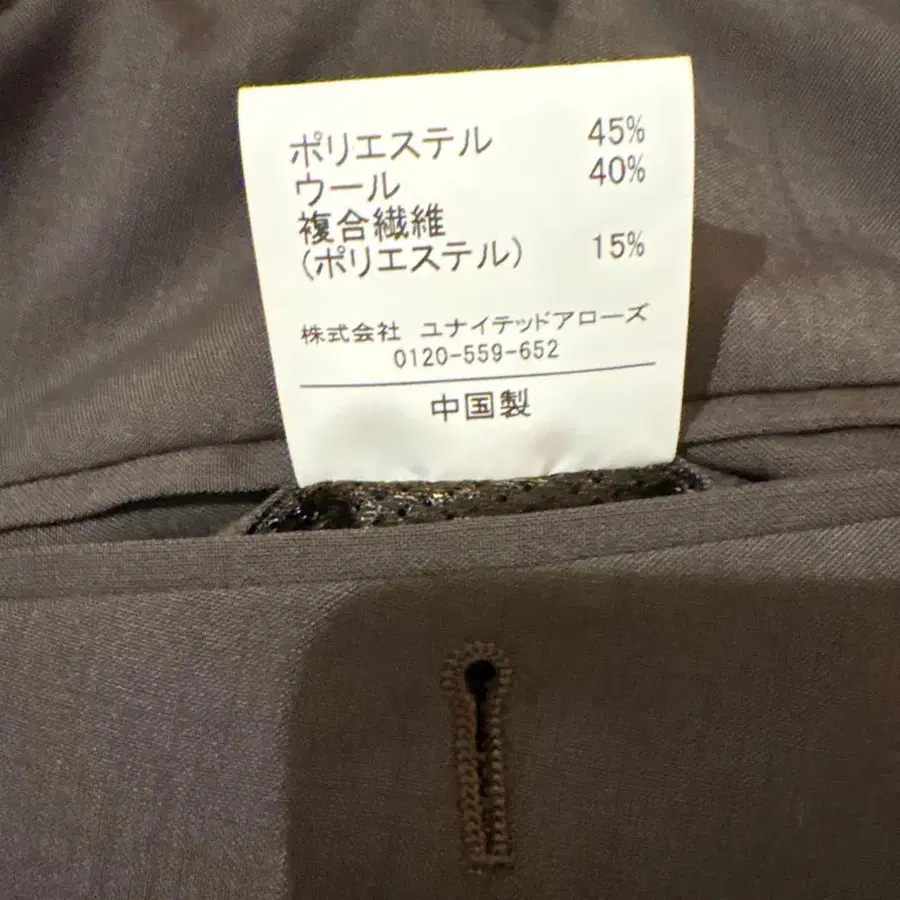 ポリエステル 45%
ウール 40%
複合繊維
(ポリエステル) 15%
株式会社 ユナイテッドアローズ
0120-559-652
中国製